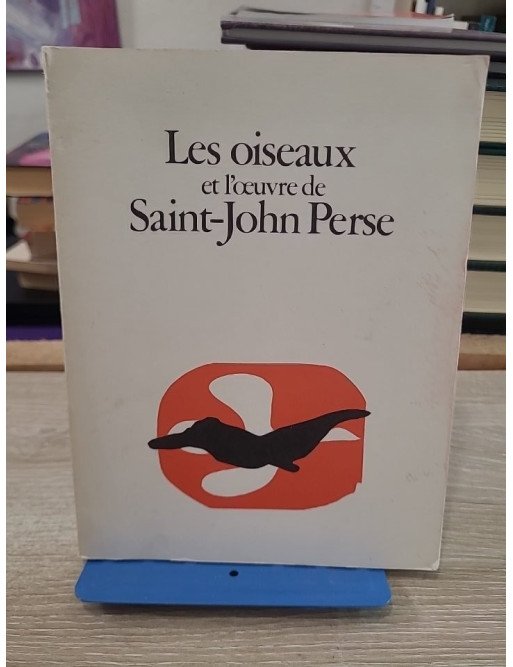 Les oiseaux
et l'œuvre de
Saint-John Perse